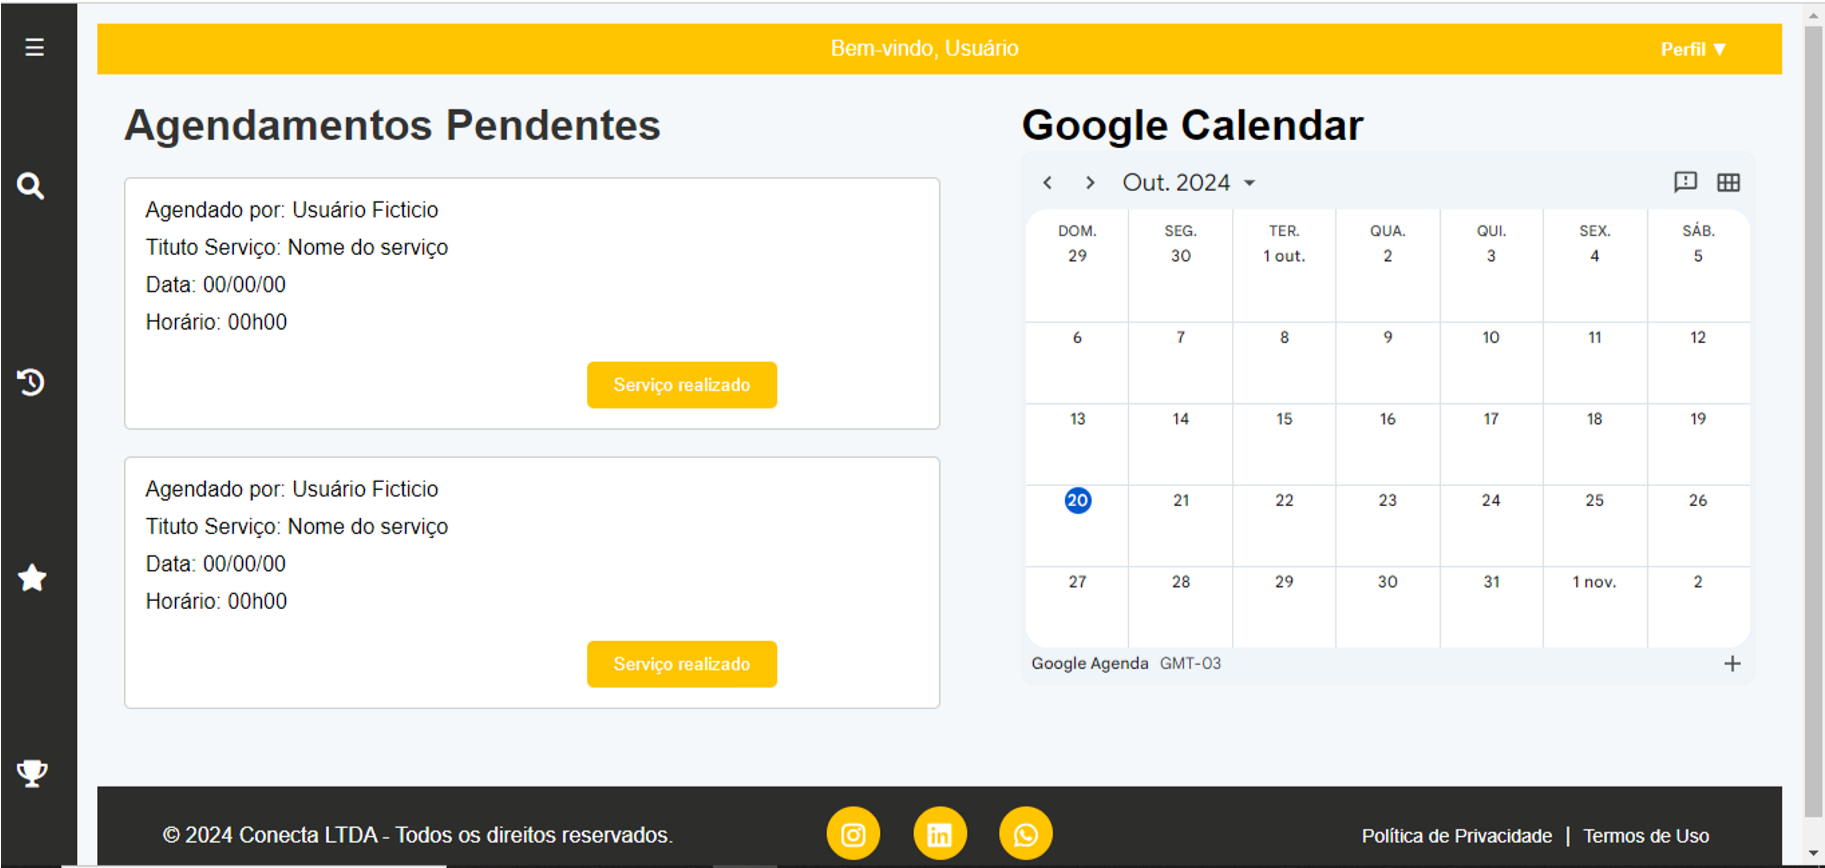 Bem-vindo, Usuário
Perfil ▼
Agendamentos Pendentes
Agendado por: Usuário Ficticio
Tituto Serviço: Nome do serviço
Data: 00/00/00
Horário: 00h00
Serviço realizado
Agendado por: Usuário Ficticio
Tituto Serviço: Nome do serviço
Data: 00/00/00
Horário: 00h00
Serviço realizado
Google Calendar
Out. 2024
DOM. SEG. TER. QUA. QUI. SEX. SÁB.
29 30 1 out. 2 3 4 5
6 7 8 9 10 11 12
13 14 15 16 17 18 19
20 21 22 23 24 25 26
27 28 29 30 31 1 nov. 2
Google Agenda GMT-03
© 2024 Conecta LTDA - Todos os direitos reservados.
Política de Privacidade | Termos de Uso